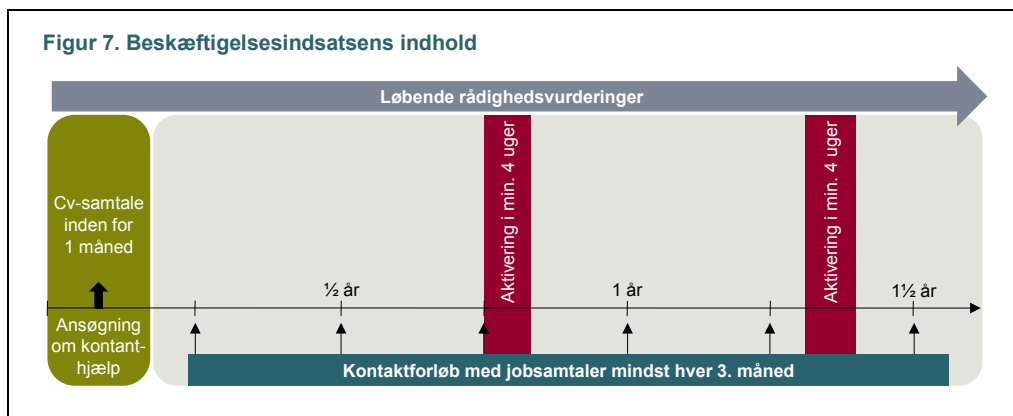 Figur 7. Beskæftigelsesindsatsens indhold
Løbende rådighedsvurderinger
Cv-samtale
inden for
1 måned
Aktivering i min. 4 uger
Aktivering i min. 4 uger
½ år
1 år
1½ år
Ansøgning
om kontant-
hjælp
Kontaktforløb med jobsamtaler mindst hver 3. måned